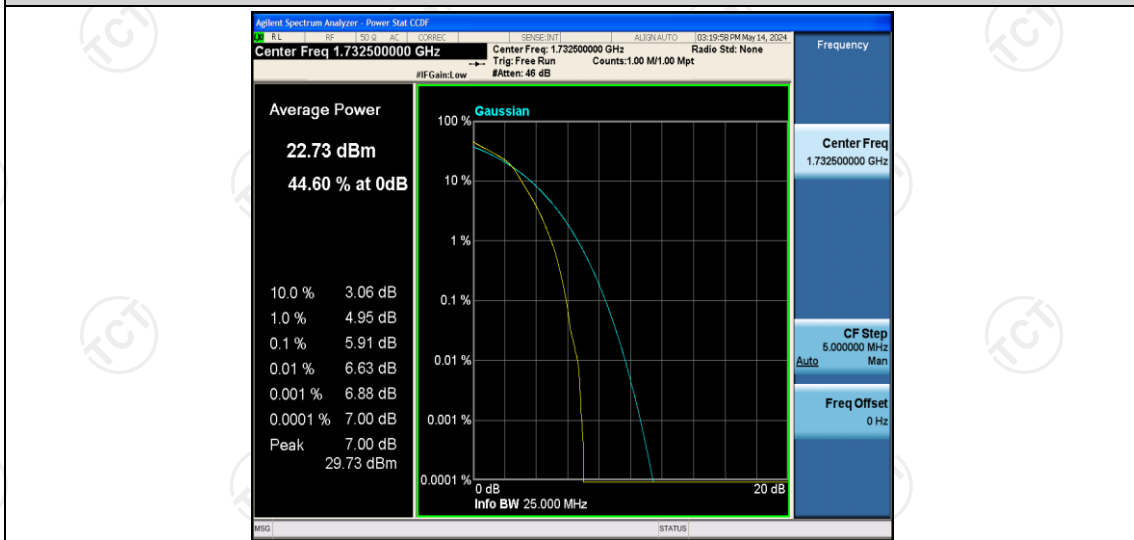 Agilent Spectrum Analyzer - Power Stat CCDF
LXI RL RF 50 Ω AC CORREC SENSE:INT ALIGN AUTO 03:19:58 PM May 14, 2024
Center Freq 1.732500000 GHz
Center Freq: 1.732500000 GHz Radio Std: None
Trig: Free Run Counts:1.00 M/1.00 Mpt
#IFGain:Low #Atten: 46 dB
Frequency
Average Power
22.73 dBm
44.60 % at 0dB
10.0 % 3.06 dB
1.0 % 4.95 dB
0.1 % 5.91 dB
0.01 % 6.63 dB
0.001 % 6.88 dB
0.0001 % 7.00 dB
Peak 7.00 dB
29.73 dBm
Gaussian
100 %
10 %
1 %
0.1 %
0.01 %
0.001 %
0.0001 %
0 dB 20 dB
Info BW 25.000 MHz
Center Freq
1.732500000 GHz
CF Step
5.000000 MHz
Auto Man
Freq Offset
0 Hz
MSG STATUS
TCT
TCT
TCT
TCT